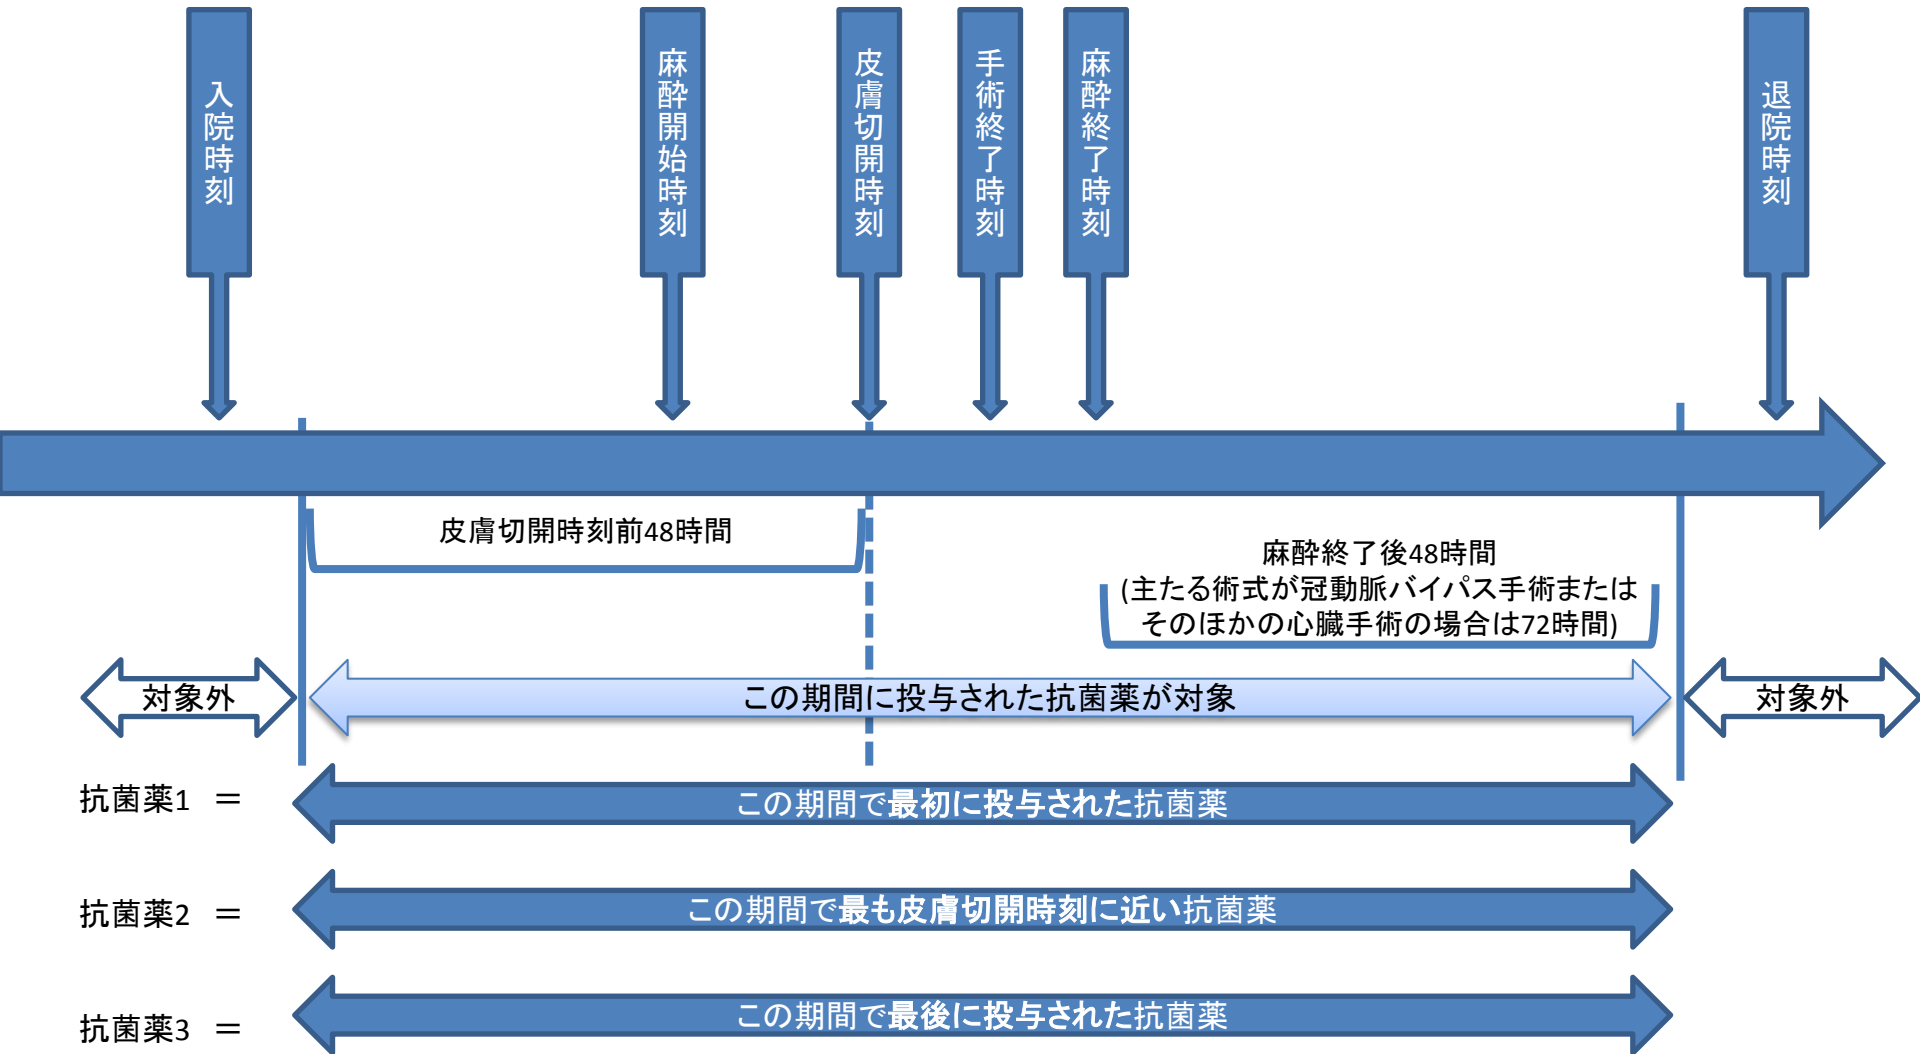 入院時刻
麻酔開始時刻
皮膚切開時刻
手術終了時刻
麻酔終了時刻
退院時刻
皮膚切開時刻前48時間
麻酔終了後48時間
(主たる術式が冠動脈バイパス手術または
そのほかの心臓手術の場合は72時間)
対象外
この期間に投与された抗菌薬が対象
対象外
抗菌薬1 ＝
この期間で最初に投与された抗菌薬
抗菌薬2 ＝
この期間で最も皮膚切開時刻に近い抗菌薬
抗菌薬3 ＝
この期間で最後に投与された抗菌薬